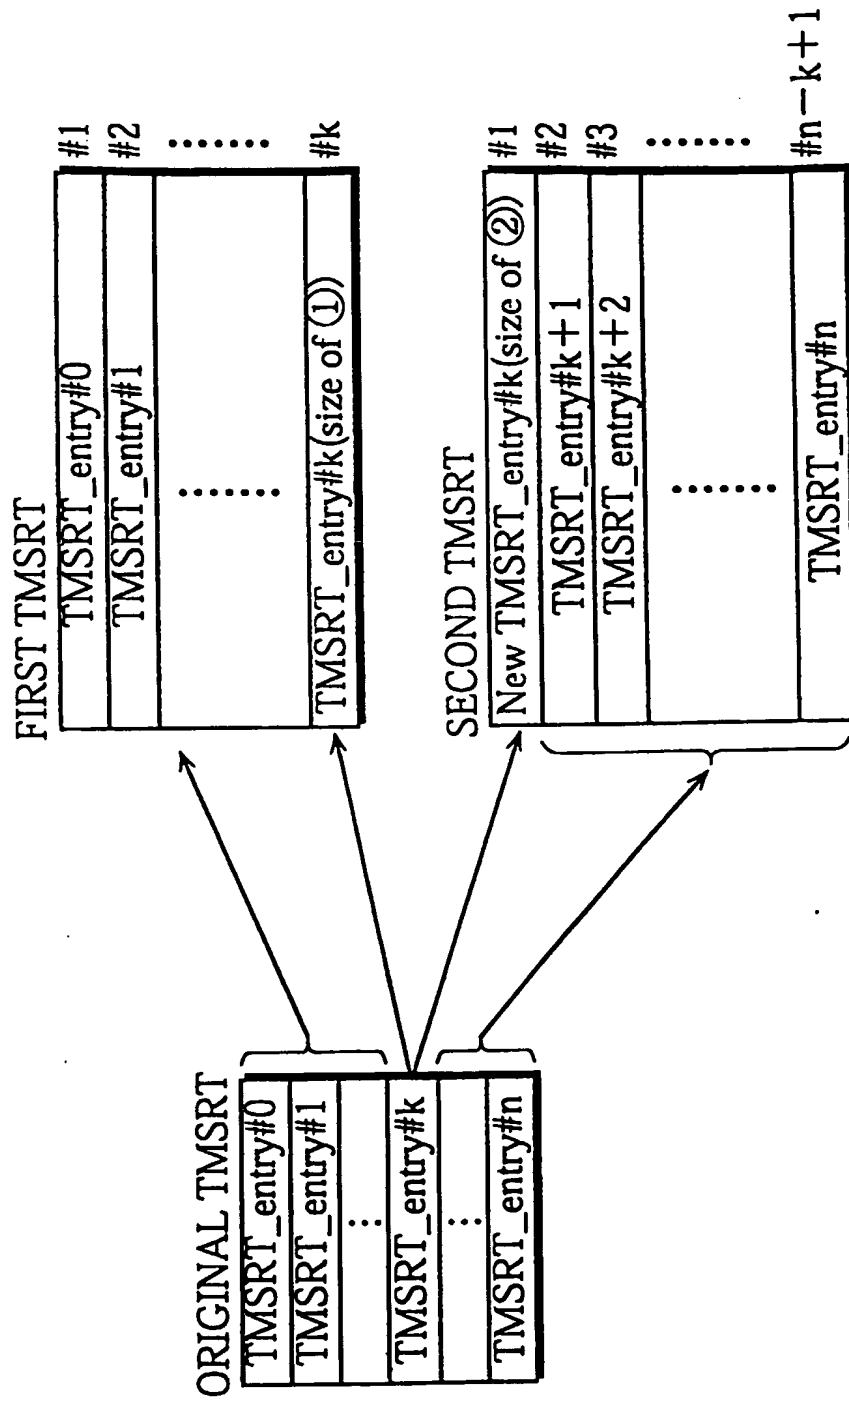 ORIGINAL TMSRT
TMSRT_entry#0
TMSRT_entry#1
...
TMSRT_entry#k
...
TMSRT_entry#n
FIRST TMSRT
TMSRT_entry#0 #1
TMSRT_entry#1 #2
....... .......
TMSRT_entry#k(size of ①) #k
SECOND TMSRT
New TMSRT_entry#k(size of ②) #1
TMSRT_entry#k+1 #2
TMSRT_entry#k+2 #3
....... .......
TMSRT_entry#n #n−k+1